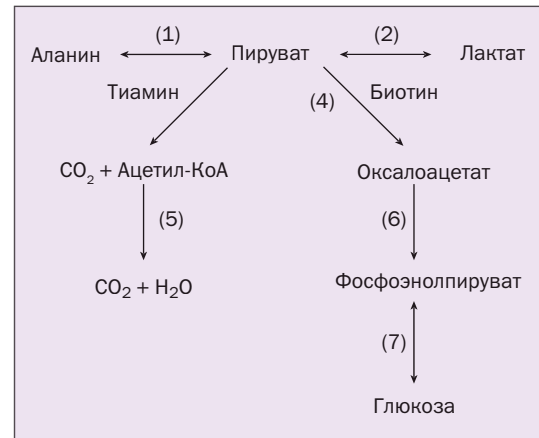 (1) (2)
Аланин Пируват Лактат
Тиамин (4) Биотин
CO₂ + Ацетил-КоА Оксалоацетат
(5) (6)
CO₂ + H₂O Фосфоэнолпируват
(7)
Глюкоза